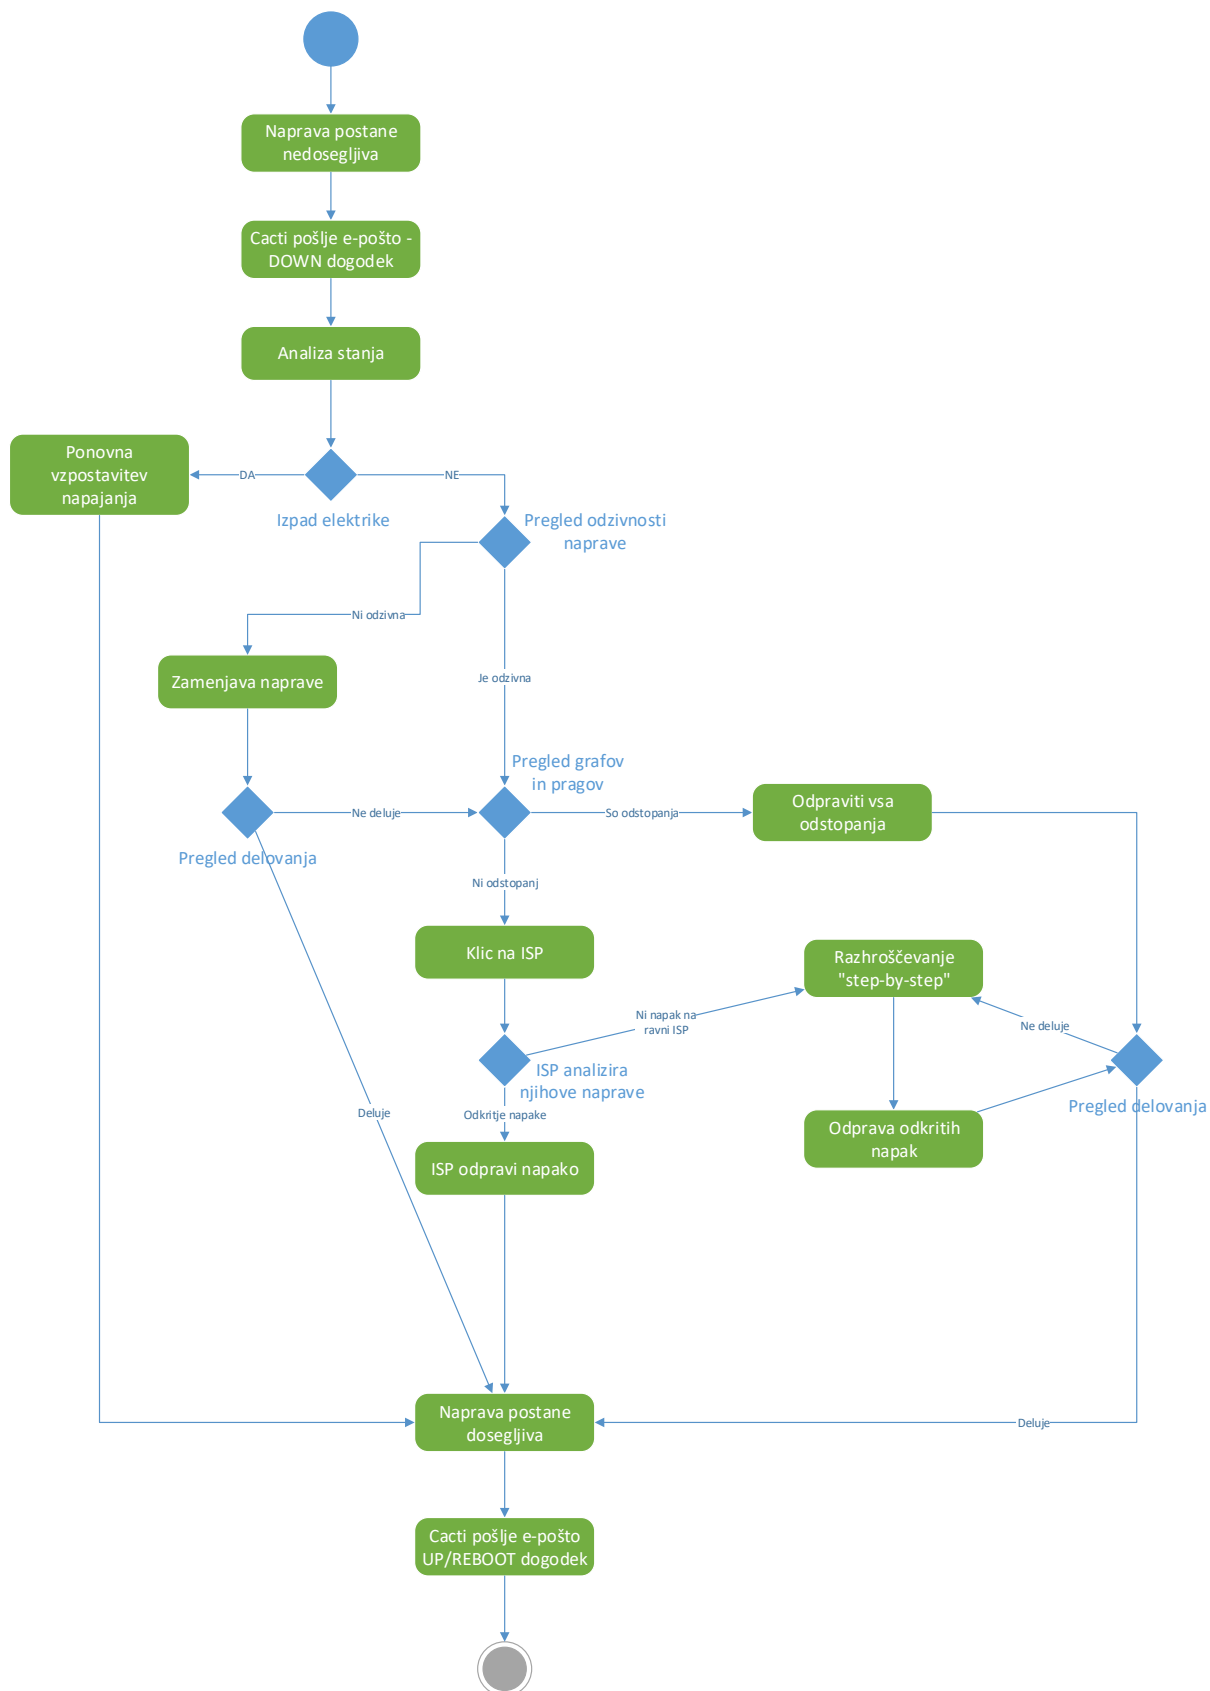 Naprava postane
nedosegljiva
Cacti pošlje e-pošto -
DOWN dogodek
Analiza stanja
Ponovna
vzpostavitev
napajanja
DA
NE
Izpad elektrike
Pregled odzivnosti
naprave
Ni odzivna
Zamenjava naprave
Je odzivna
Pregled grafov
in pragov
Ne deluje
So odstopanja
Odpraviti vsa
odstopanja
Pregled delovanja
Ni odstopanj
Klic na ISP
Razhroščevanje
"step-by-step"
Ni napak na
ravni ISP
Ne deluje
ISP analizira
njihove naprave
Pregled delovanja
Deluje
Odkritje napake
Odprava odkritih
napak
ISP odpravi napako
Naprava postane
dosegljiva
Deluje
Cacti pošlje e-pošto
UP/REBOOT dogodek